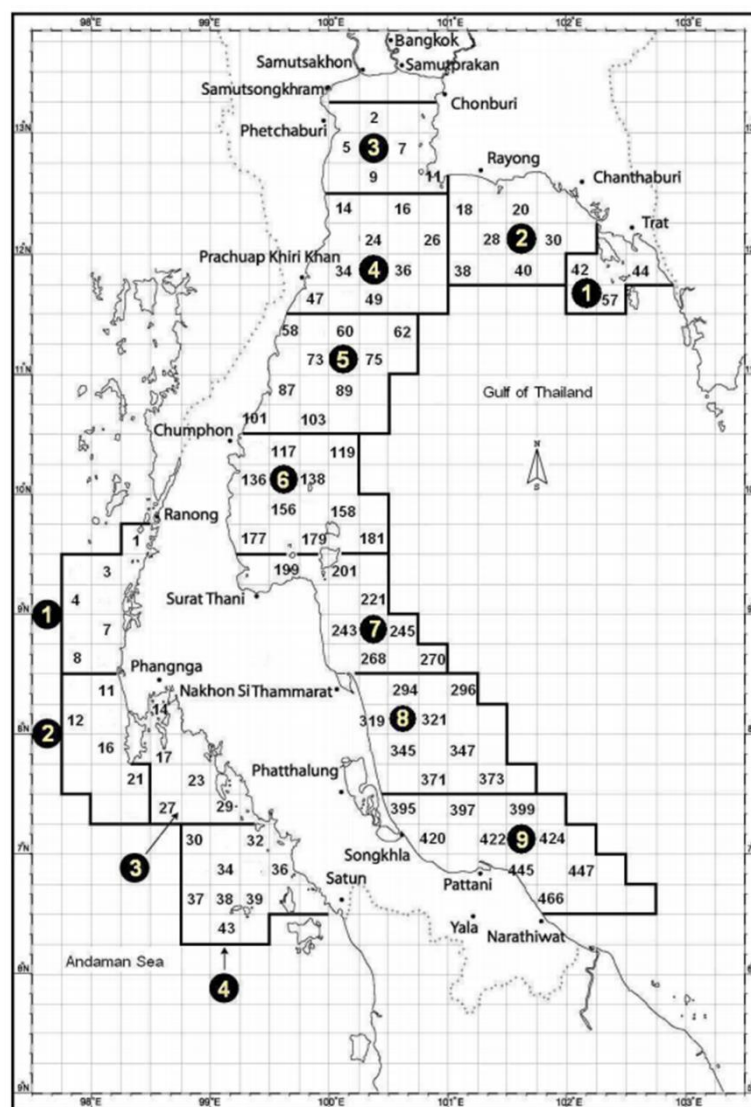 98°E 99°E 100°E 101°E 102°E 103°E
Bangkok
Samutsakhon
Samutprakan
Samutsongkhram
Chonburi
13°N
2
Phetchaburi
5 3 7
Rayong
9 11
Chanthaburi
14 16 18 20
Trat
12°N
24 26 28 2 30
Prachuap Khiri Khan
34 4 36 38 40 42 44
47 49 1 57
58 60 62
11°N
73 5 75
87 89
Gulf of Thailand
101 103
Chumphon
117 119
N
S
10°N
136 6 138
156 158
Ranong
1 177 179 181
3 199 201
4 Surat Thani 221
9°N
1
7 243 7 245
8 268 270
Phangnga
11 Nakhon Si Thammarat 294 296
14
12 319 8 321
8°N
2
16 17 345 347
21 23 Phatthalung 371 373
27 29 395 397 399
7°N
30 32 420 422 9 424
Songkhla
3 34 36 Satun Pattani 445 447
37 38 39 466
43 Yala Narathiwat
Andaman Sea
6°N
4
9°N
98°E 99°E 100°E 101°E 102°E 103°E